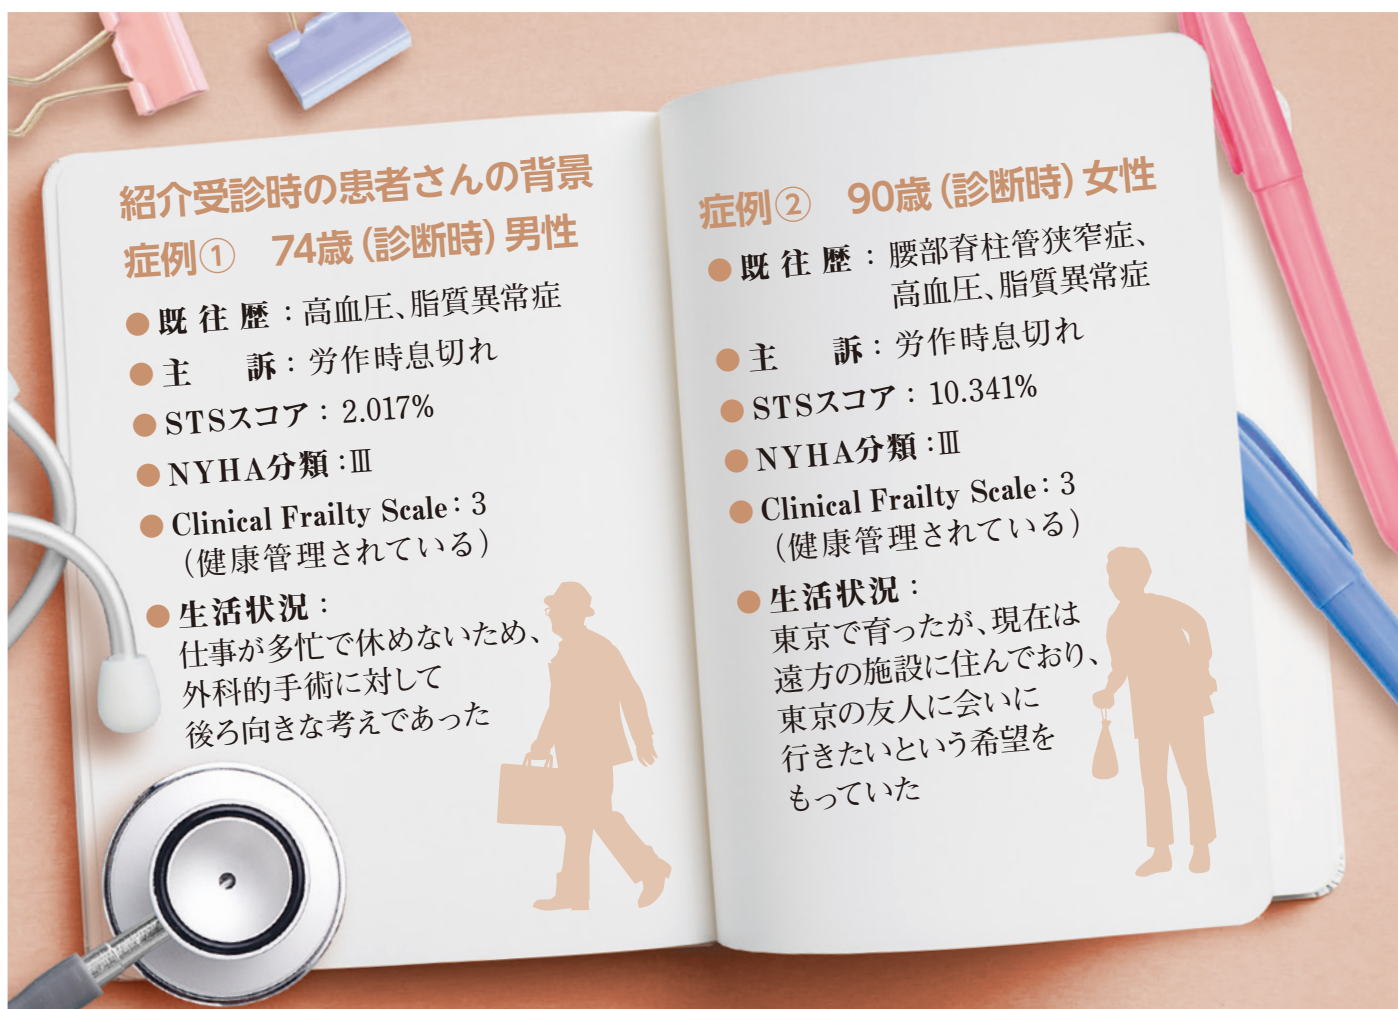 紹介受診時の患者さんの背景
症例① 74歳(診断時)男性
●既往歴:高血圧、脂質異常症
●主 訴:労作時息切れ
●STSスコア:2.017%
●NYHA分類:Ⅲ
●Clinical Frailty Scale:3
(健康管理されている)
●生活状況:
仕事が多忙で休めないため、
外科的手術に対して
後ろ向きな考えであった
症例② 90歳(診断時)女性
●既往歴:腰部脊柱管狭窄症、
高血圧、脂質異常症
●主 訴:労作時息切れ
●STSスコア:10.341%
●NYHA分類:Ⅲ
●Clinical Frailty Scale:3
(健康管理されている)
●生活状況:
東京で育ったが、現在は
遠方の施設に住んでおり、
東京の友人に会いに
行きたいという希望を
もっていた